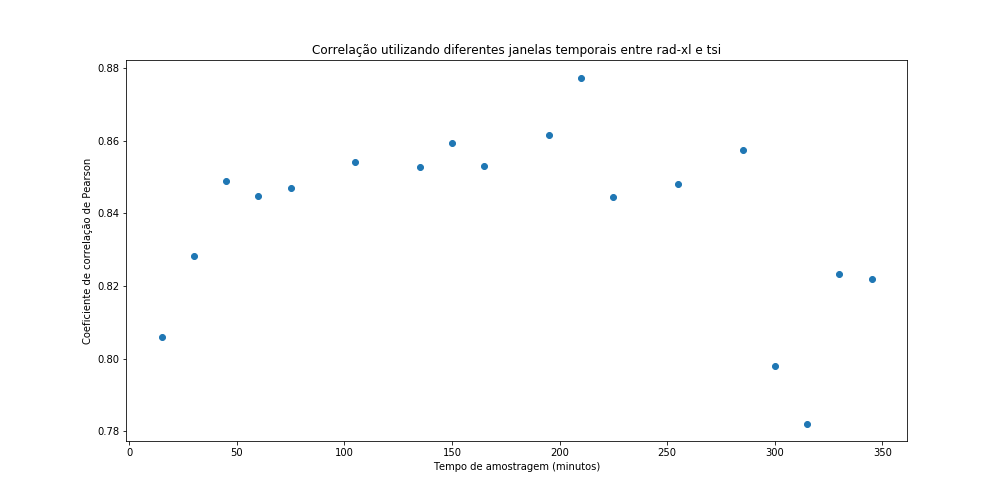 Correlação utilizando diferentes janelas temporais entre rad-xl e tsi
0.88
0.86
0.84
0.82
0.80
0.78
Coeficiente de correlação de Pearson
0 50 100 150 200 250 300 350
Tempo de amostragem (minutos)